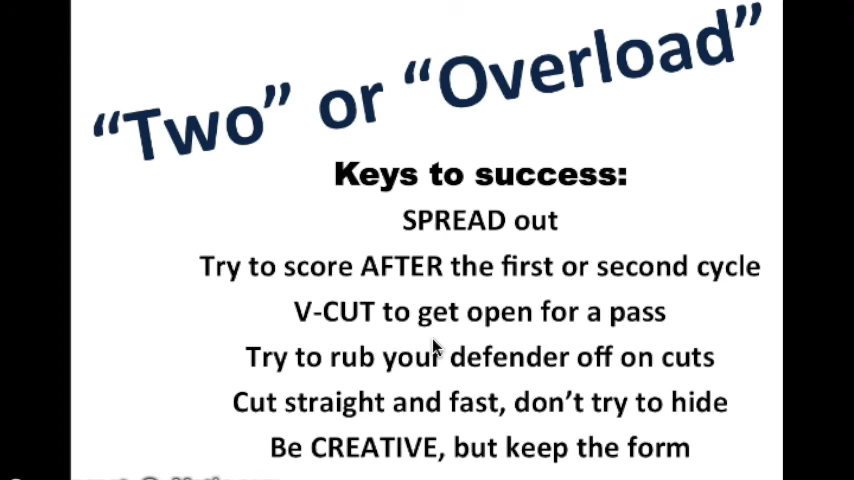 “Two” or “Overload”
Keys to success:
SPREAD out
Try to score AFTER the first or second cycle
V-CUT to get open for a pass
Try to rub your defender off on cuts
Cut straight and fast, don’t try to hide
Be CREATIVE, but keep the form